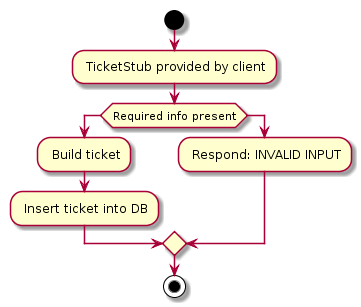 TicketStub provided by client
Required info present
Build ticket
Respond: INVALID INPUT
Insert ticket into DB